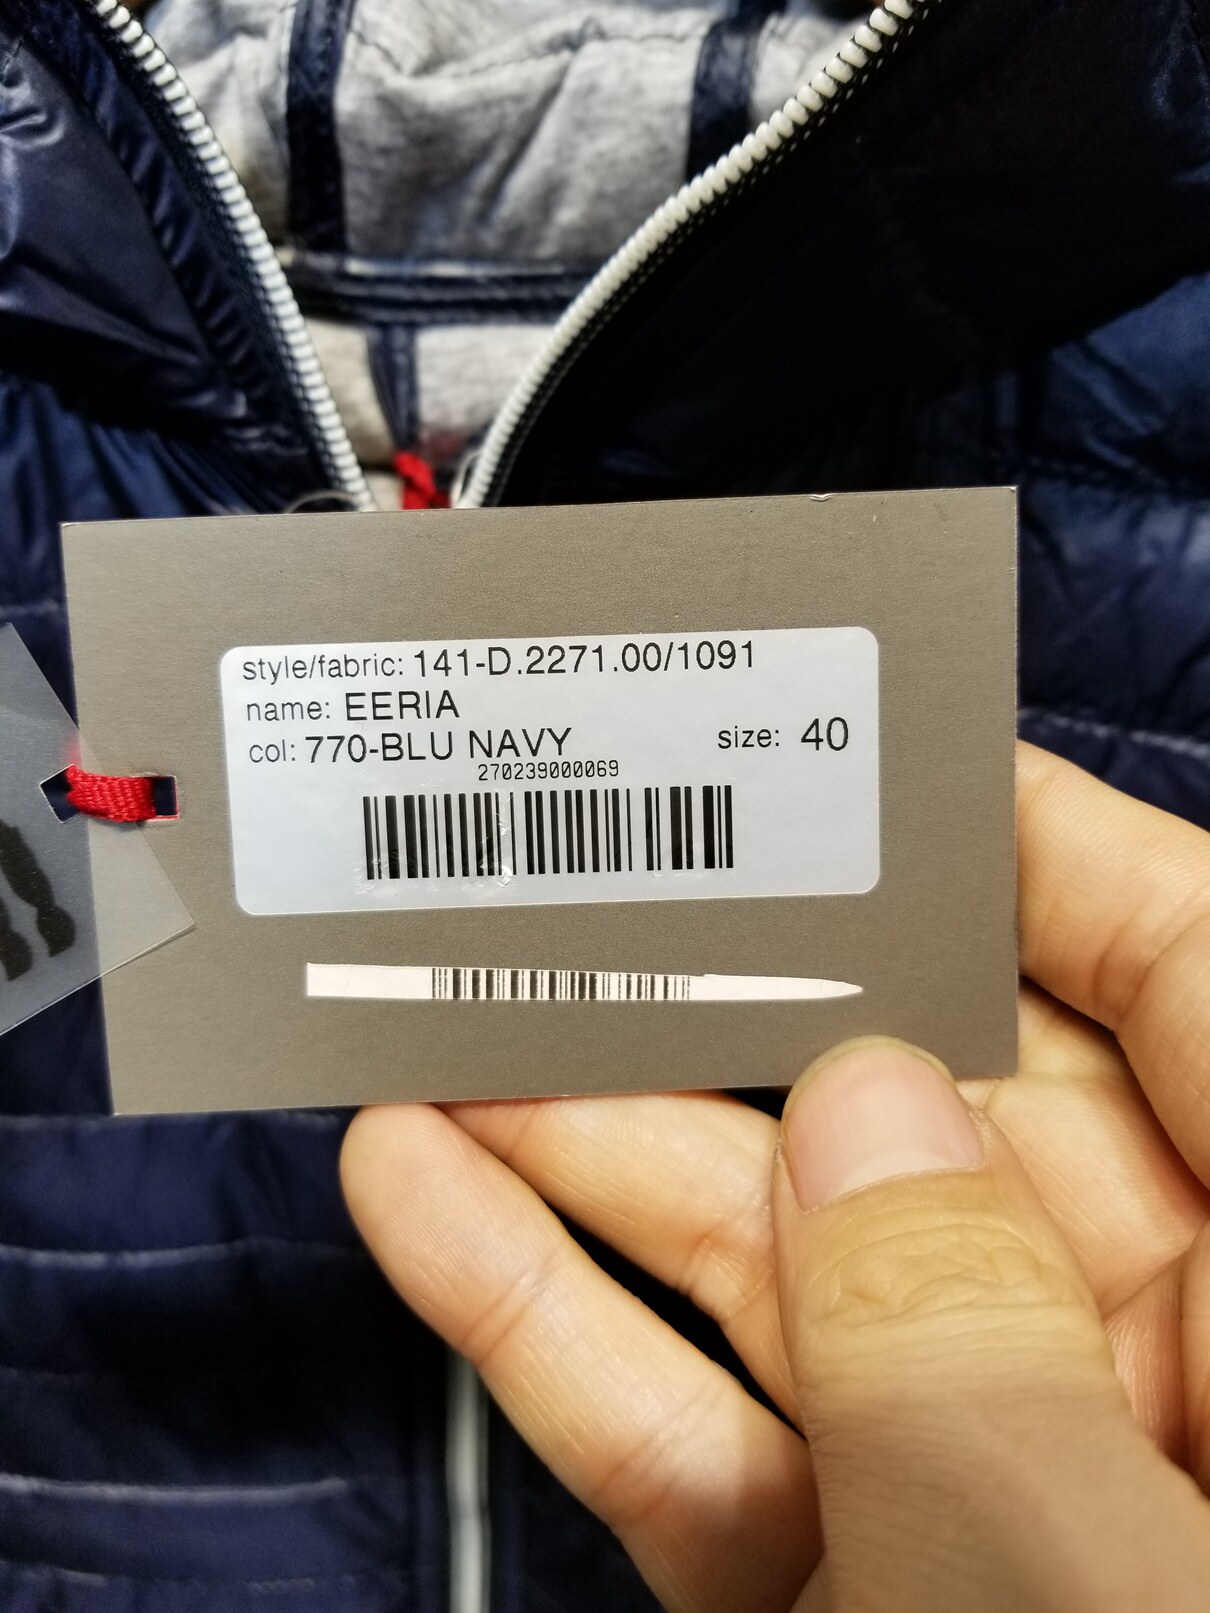 style/fabric: 141-D.2271.00/1091
name: EERIA
col: 770-BLU NAVY size: 40
270239000069